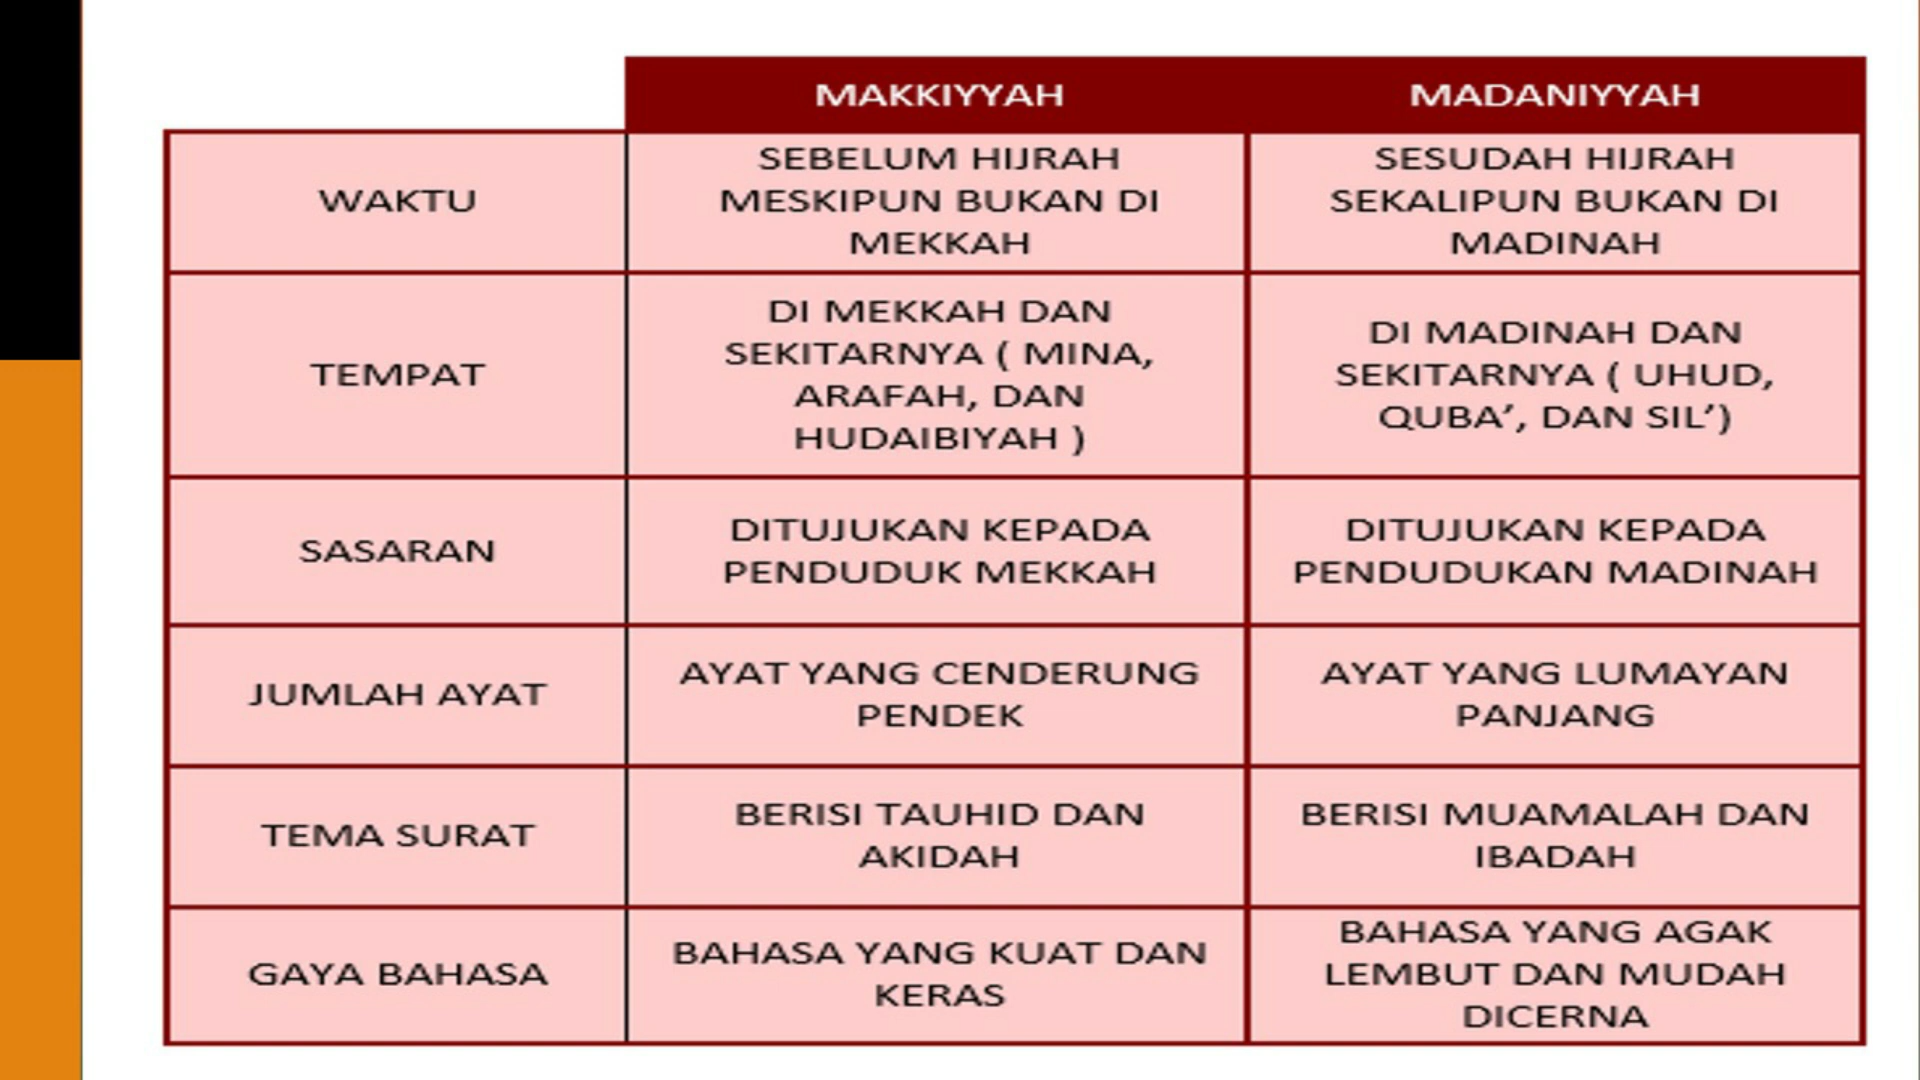 MAKKIYYAH
MADANIYYAH
WAKTU
SEBELUM HIJRAH
MESKIPUN BUKAN DI
MEKKAH
SESUDAH HIJRAH
SEKALIPUN BUKAN DI
MADINAH
TEMPAT
DI MEKKAH DAN
SEKITARNYA ( MINA,
ARAFAH, DAN
HUDAIBIYAH )
DI MADINAH DAN
SEKITARNYA ( UHUD,
QUBA’, DAN SIL’)
SASARAN
DITUJUKAN KEPADA
PENDUDUK MEKKAH
DITUJUKAN KEPADA
PENDUDUKAN MADINAH
JUMLAH AYAT
AYAT YANG CENDERUNG
PENDEK
AYAT YANG LUMAYAN
PANJANG
TEMA SURAT
BERISI TAUHID DAN
AKIDAH
BERISI MUAMALAH DAN
IBADAH
GAYA BAHASA
BAHASA YANG KUAT DAN
KERAS
BAHASA YANG AGAK
LEMBUT DAN MUDAH
DICERNA